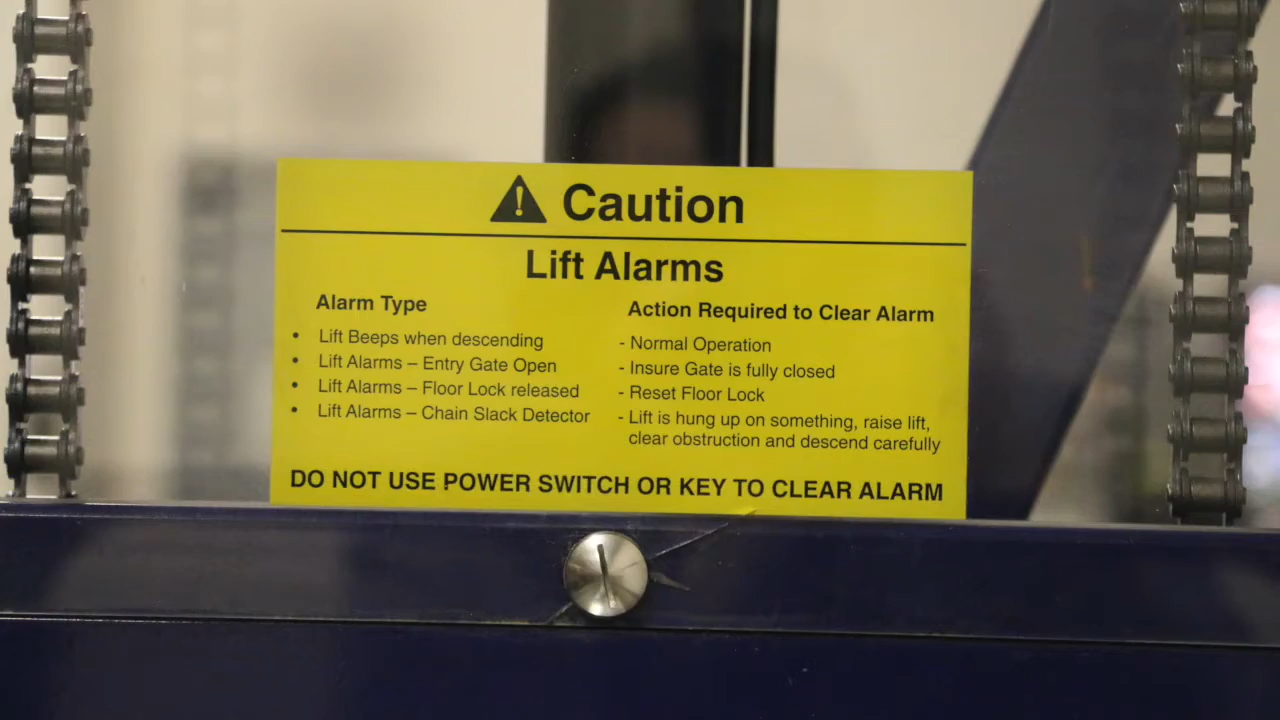 Caution
Lift Alarms
Alarm Type
Action Required to Clear Alarm
• Lift Beeps when descending
- Normal Operation
• Lift Alarms – Entry Gate Open
- Insure Gate is fully closed
• Lift Alarms – Floor Lock released
- Reset Floor Lock
• Lift Alarms – Chain Slack Detector
- Lift is hung up on something, raise lift,
clear obstruction and descend carefully
DO NOT USE POWER SWITCH OR KEY TO CLEAR ALARM